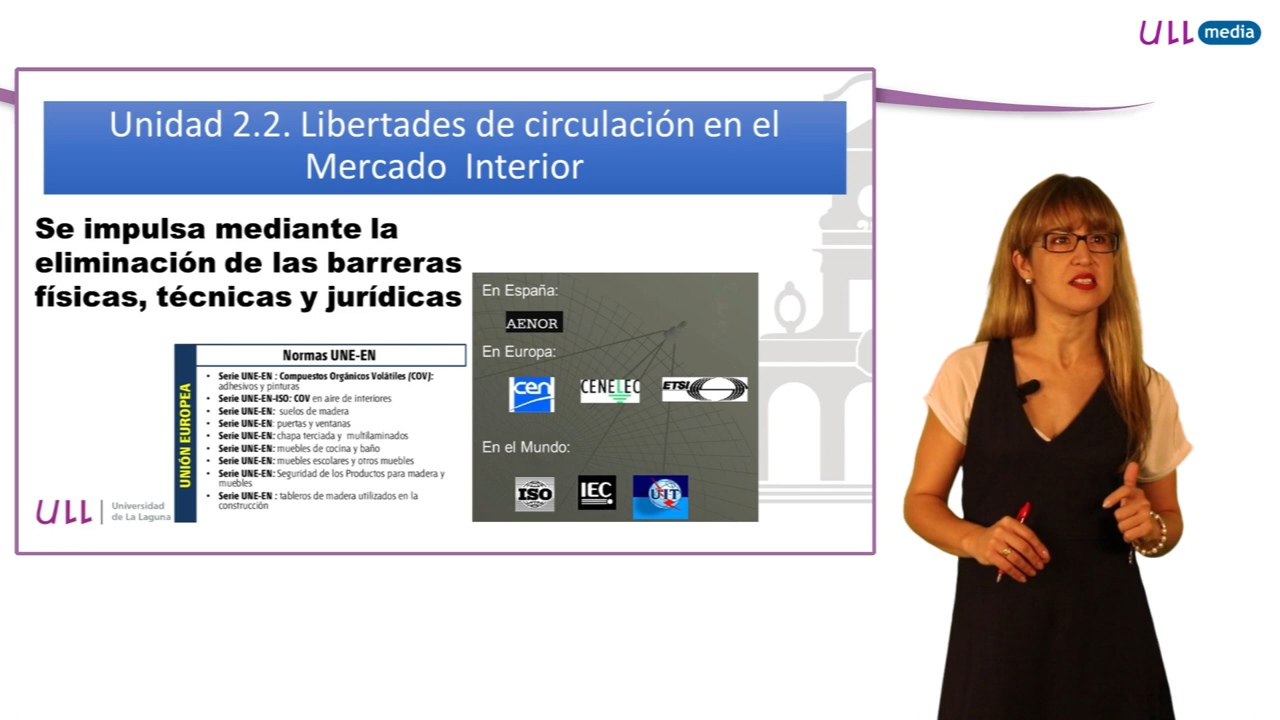 ULL media
Unidad 2.2. Libertades de circulación en el
Mercado Interior
Se impulsa mediante la
eliminación de las barreras
físicas, técnicas y jurídicas
En España:
AENOR
En Europa:
cen
CENELEC
ETSI
En el Mundo:
ISO
IEC
UIT
UNIÓN EUROPEA
Normas UNE-EN
• Serie UNE-EN : Compuestos Orgánicos Volátiles (COV):
adhesivos y pinturas
• Serie UNE-EN-ISO: COV en aire de interiores
• Serie UNE-EN: suelos de madera
• Serie UNE-EN: puertas y ventanas
• Serie UNE-EN: chapa terciada y multilaminados
• Serie UNE-EN: muebles de cocina y baño
• Serie UNE-EN: muebles escolares y otros muebles
• Serie UNE-EN: Seguridad de los Productos para madera y
muebles
• Serie UNE-EN : tableros de madera utilizados en la
construcción
ULL
Universidad
de La Laguna